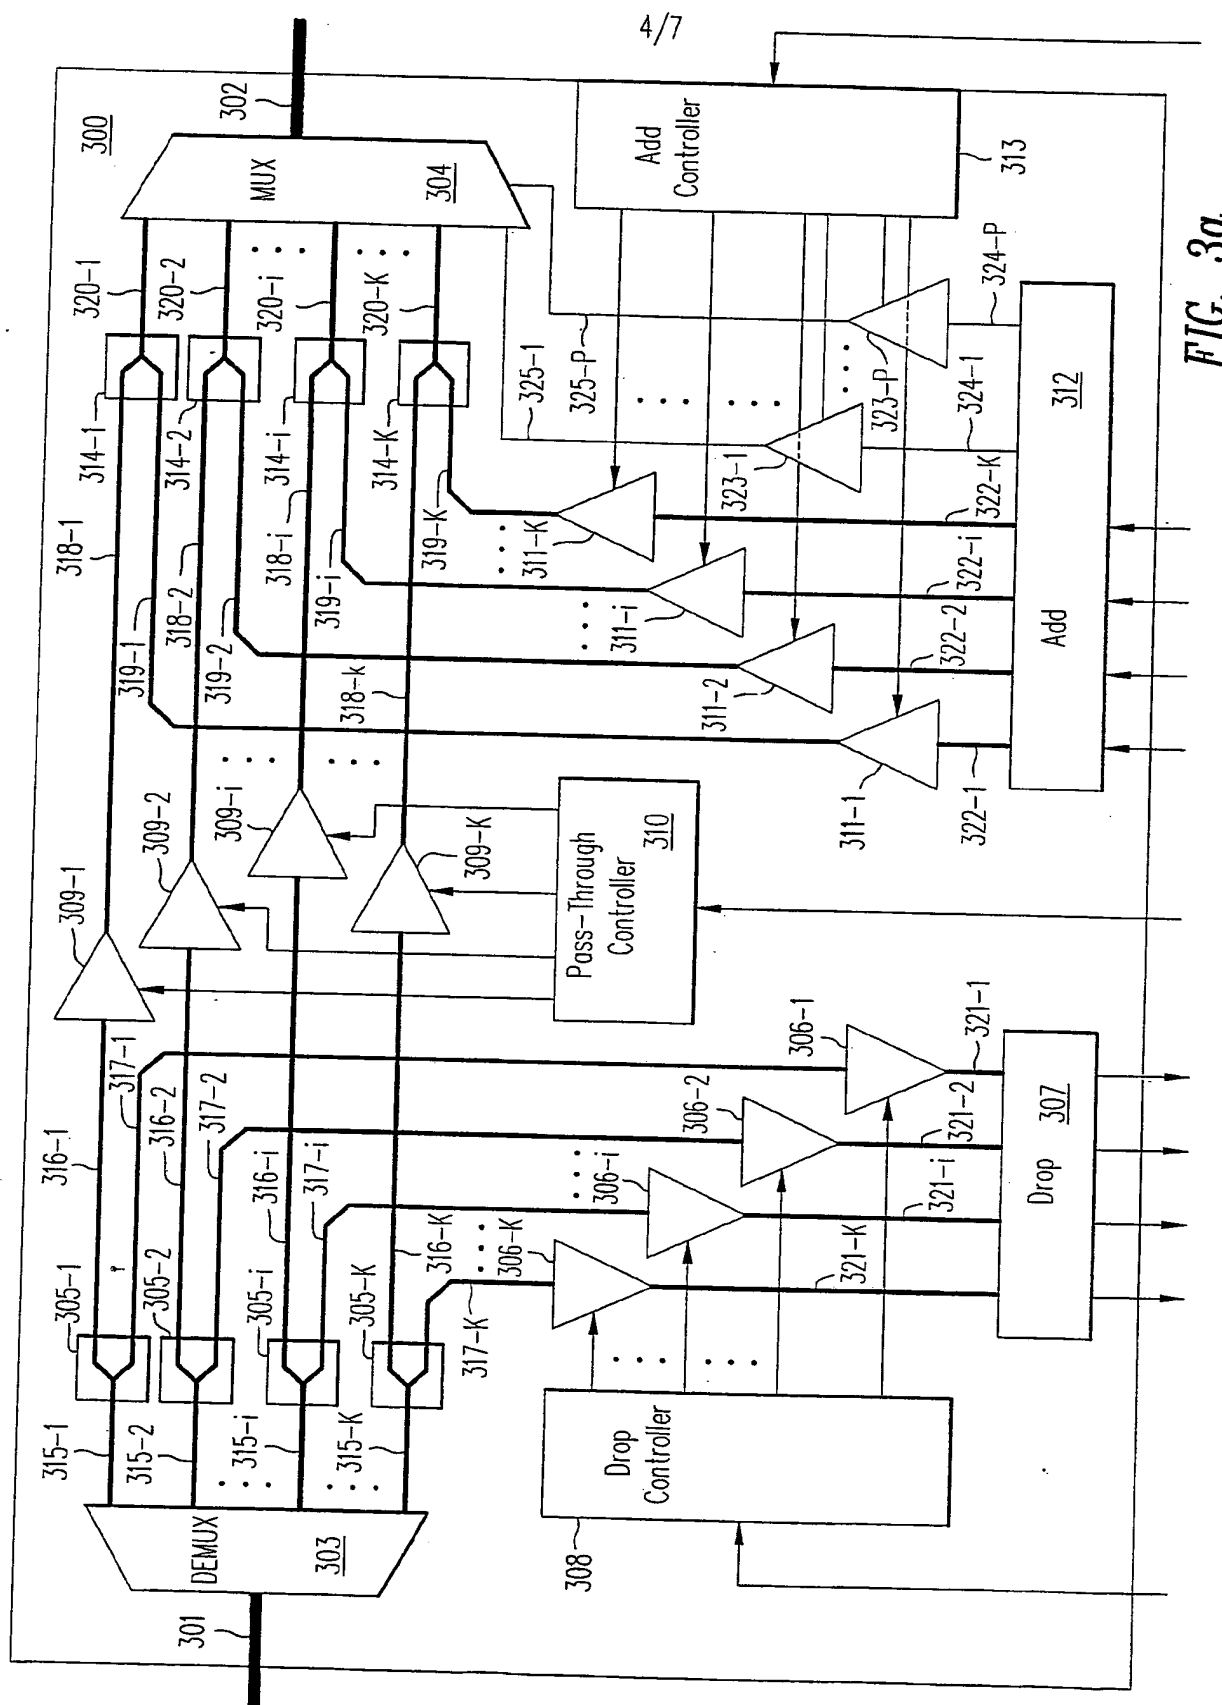 4/7
300
301
302
DEMUX
303
MUX
304
315-1
315-2
315-i
315-K
305-1
305-2
305-i
305-K
316-1
317-1
316-2
317-2
316-i
317-i
316-K
317-K
309-1
309-2
309-i
309-K
318-1
319-1
318-2
319-2
318-i
319-i
318-k
319-K
314-1
314-2
314-i
314-K
320-1
320-2
320-i
320-K
306-K
306-i
306-2
306-1
Drop
Controller
308
321-K
321-i
321-2
321-1
Drop
307
Pass-Through
Controller
310
311-1
311-2
311-i
311-K
323-1
323-P
325-1
325-P
322-1
322-2
322-i
322-K
324-1
324-P
Add
312
Add
Controller
313
FIG. 3a